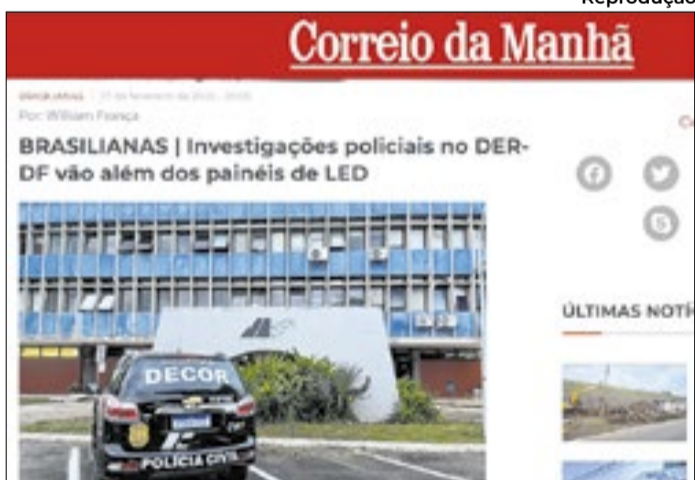 Reprodução
Correio da Manhã
Por: William França
BRASILIANAS | Investigações policiais no DER-
DF vão além dos painéis de LED
DECOR
POLÍCIA CIVIL
ÚLTIMAS NOTÍ